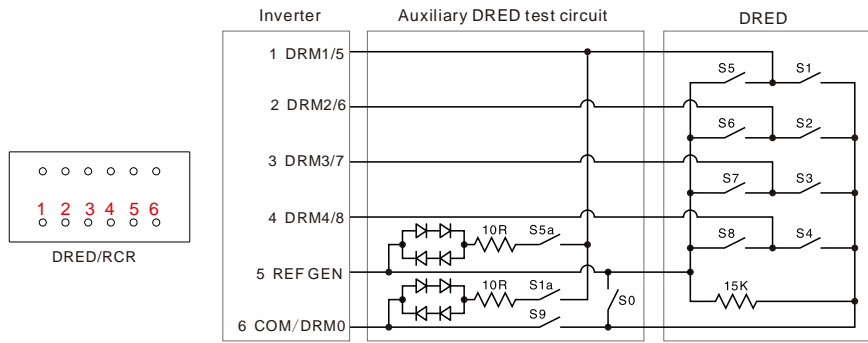 Inverter Auxiliary DRED test circuit DRED
1 DRM1/5
S5 S1
2 DRM2/6
S6 S2
3 DRM3/7
S7 S3
1 2 3 4 5 6
DRED/RCR
4 DRM4/8
10R S5a
S8 S4
5 REF GEN
10R S1a
S0
15K
6 COM/DRM0
S9